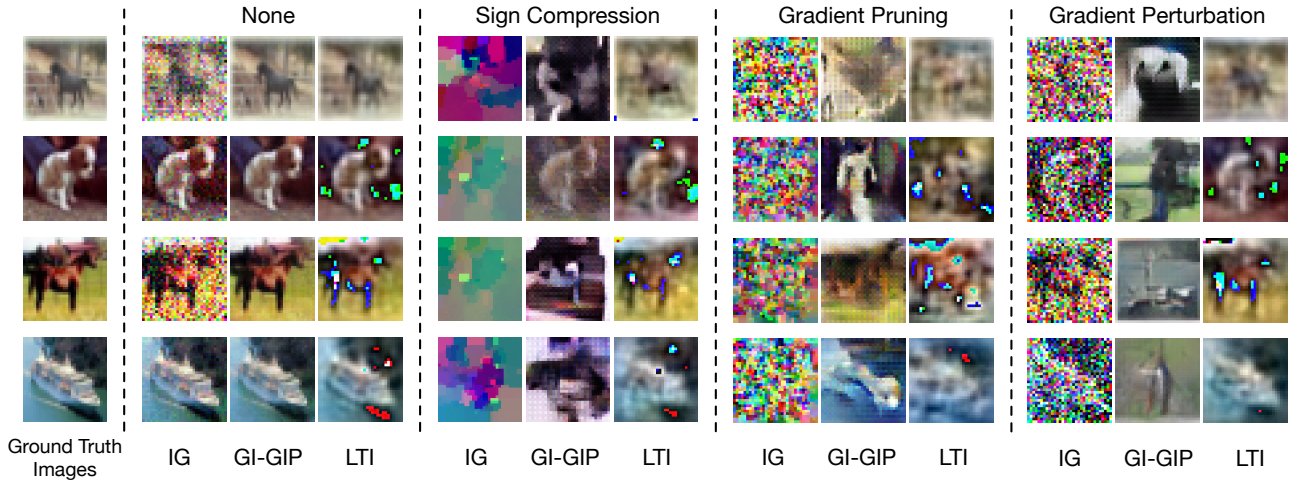 None
Sign Compression
Gradient Pruning
Gradient Perturbation
Ground Truth
Images
IG
GI-GIP
LTI
IG
GI-GIP
LTI
IG
GI-GIP
LTI
IG
GI-GIP
LTI